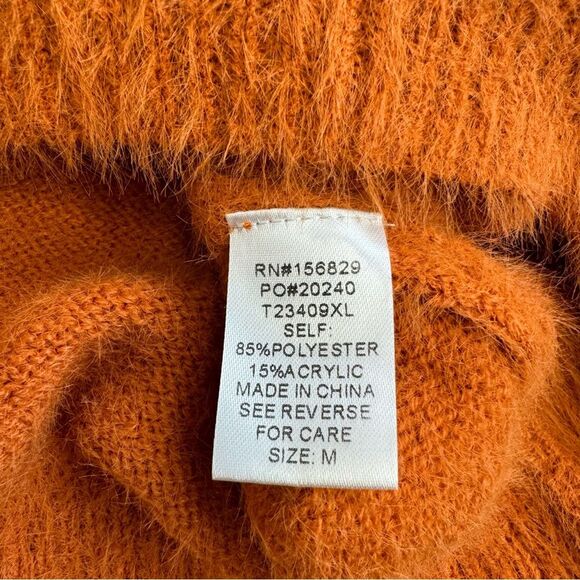 RN#156829
PO#20240
T23409XL
SELF:
85%POLYESTER
15%ACRYLIC
MADE IN CHINA
SEE REVERSE
FOR CARE
SIZE: M